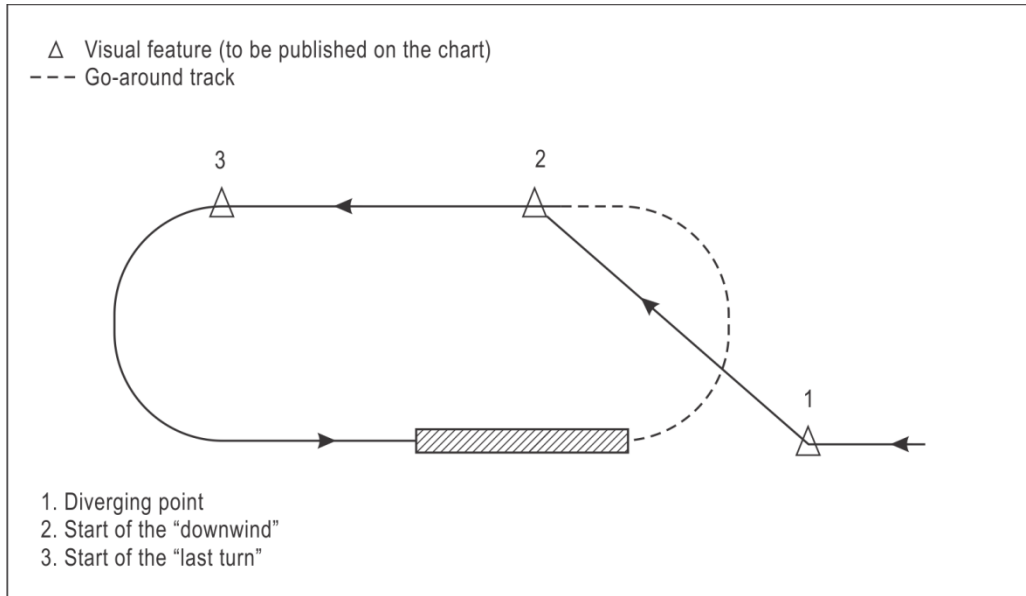 Visual feature (to be published on the chart)
Go-around track
3
2
1
1. Diverging point
2. Start of the “downwind”
3. Start of the “last turn”